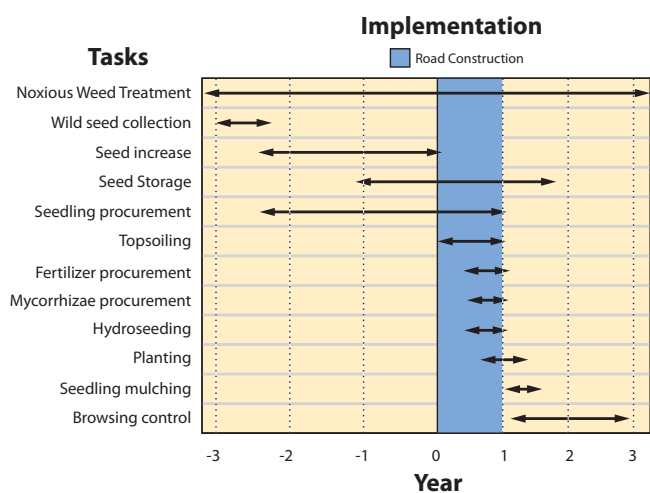 Implementation
Tasks
Road Construction
Noxious Weed Treatment
Wild seed collection
Seed increase
Seed Storage
Seedling procurement
Topsoiling
Fertilizer procurement
Mycorrhizae procurement
Hydroseeding
Planting
Seedling mulching
Browsing control
-3 -2 -1 0 1 2 3
Year